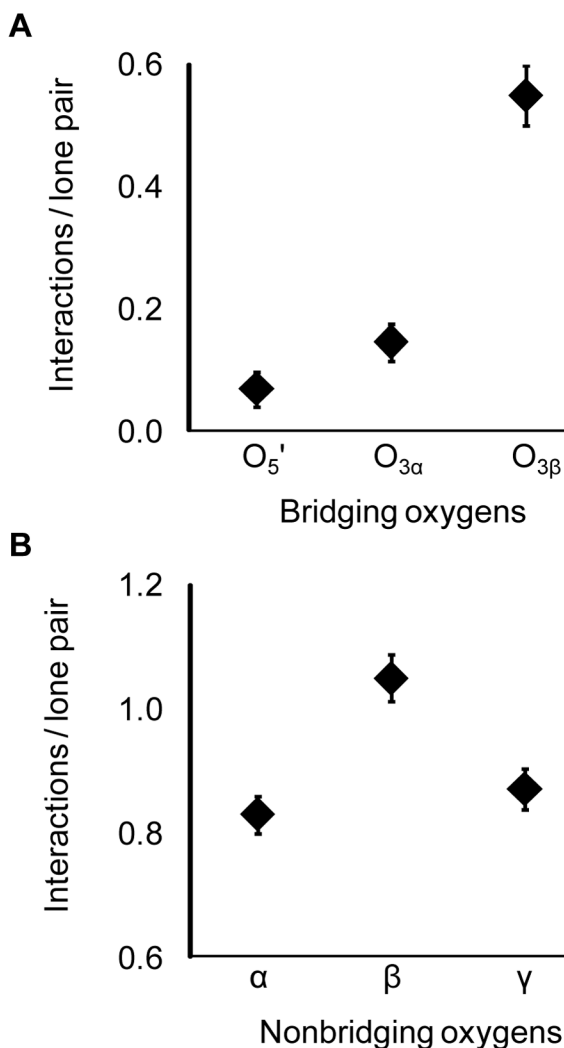 A
Interactions / lone pair
0.6
0.4
0.2
0.0
O₅' O₃α O₃β
Bridging oxygens
B
Interactions / lone pair
1.2
1.0
0.8
0.6
α β γ
Nonbridging oxygens